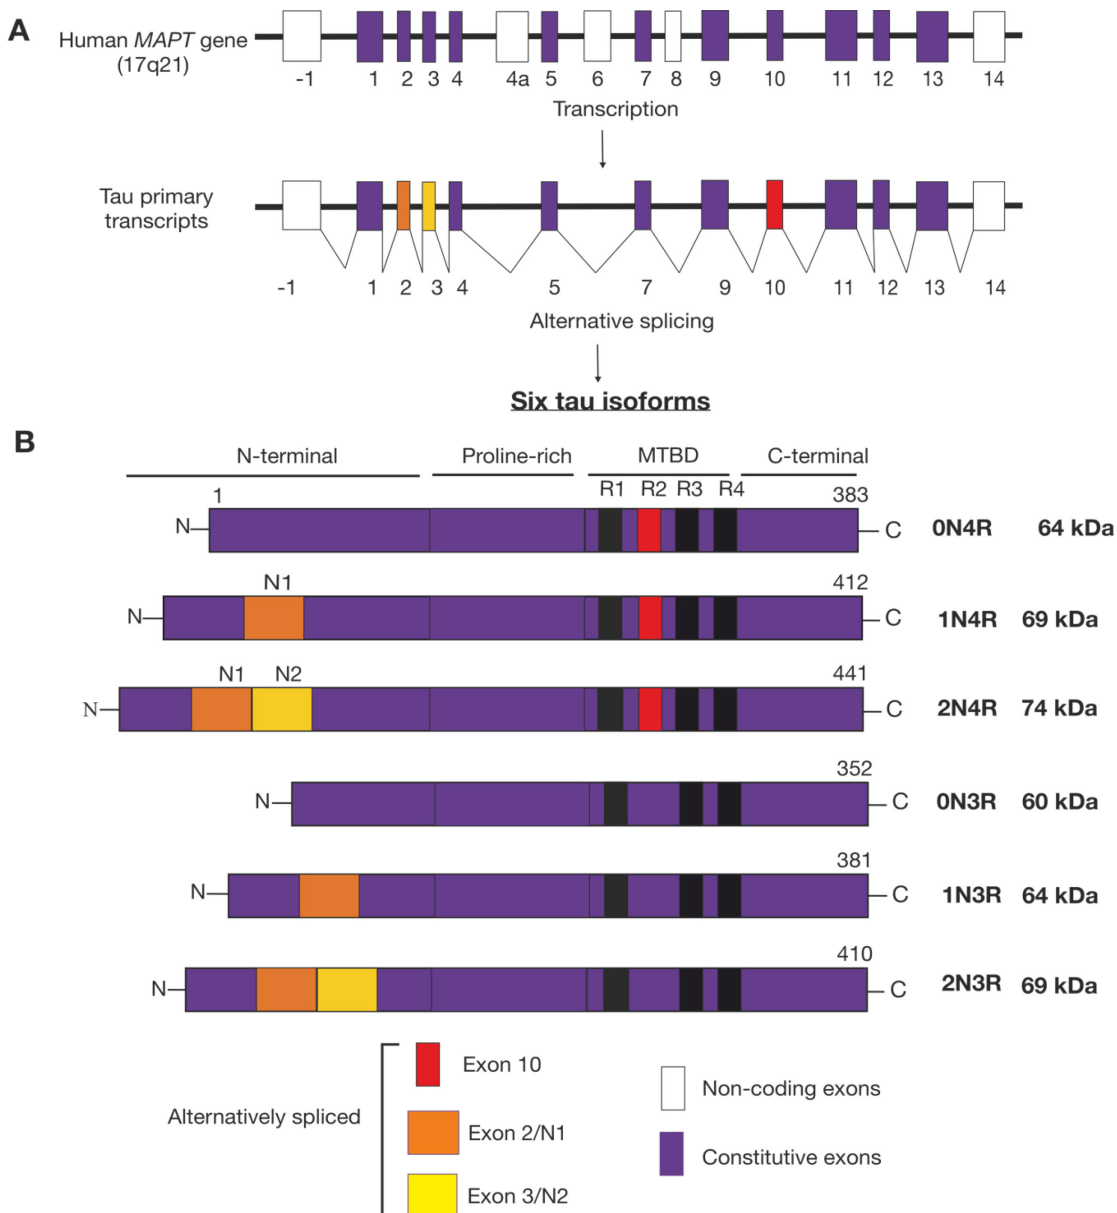 A
Human MAPT gene
(17q21)
-1 1 2 3 4 4a 5 6 7 8 9 10 11 12 13 14
Transcription
Tau primary
transcripts
-1 1 2 3 4 5 7 9 10 11 12 13 14
Alternative splicing
Six tau isoforms
B
N-terminal Proline-rich MTBD C-terminal
R1 R2 R3 R4
1 383
N C 0N4R 64 kDa
N1 412
N C 1N4R 69 kDa
N1 N2 441
N C 2N4R 74 kDa
352
N C 0N3R 60 kDa
381
N C 1N3R 64 kDa
410
N C 2N3R 69 kDa
Alternatively spliced
Exon 10
Exon 2/N1
Exon 3/N2
Non-coding exons
Constitutive exons